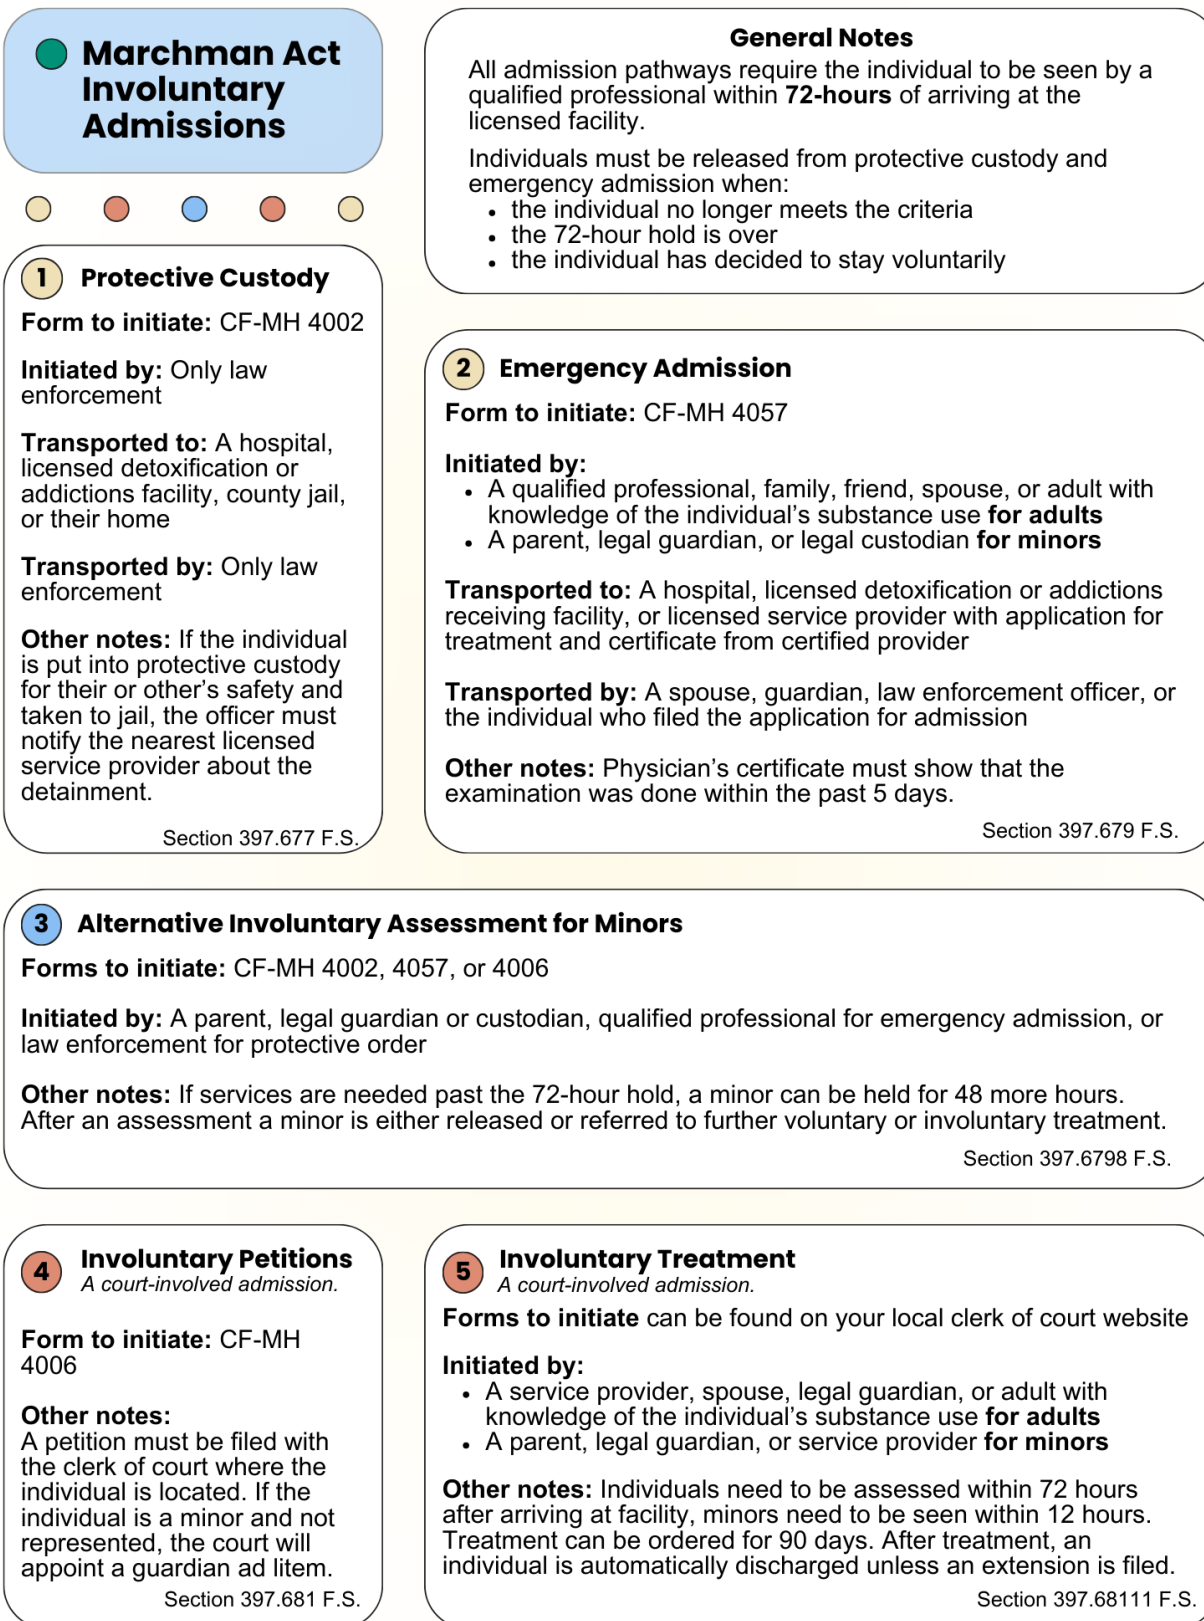 Marchman Act
Involuntary
Admissions
General Notes
All admission pathways require the individual to be seen by a
qualified professional within 72-hours of arriving at the
licensed facility.
Individuals must be released from protective custody and
emergency admission when:
• the individual no longer meets the criteria
• the 72-hour hold is over
• the individual has decided to stay voluntarily
1 Protective Custody
Form to initiate: CF-MH 4002
Initiated by: Only law
enforcement
Transported to: A hospital,
licensed detoxification or
addictions facility, county jail,
or their home
Transported by: Only law
enforcement
Other notes: If the individual
is put into protective custody
for their or other's safety and
taken to jail, the officer must
notify the nearest licensed
service provider about the
detainment.
Section 397.677 F.S.
2 Emergency Admission
Form to initiate: CF-MH 4057
Initiated by:
• A qualified professional, family, friend, spouse, or adult with
knowledge of the individual's substance use for adults
• A parent, legal guardian, or legal custodian for minors
Transported to: A hospital, licensed detoxification or addictions
receiving facility, or licensed service provider with application for
treatment and certificate from certified provider
Transported by: A spouse, guardian, law enforcement officer, or
the individual who filed the application for admission
Other notes: Physician's certificate must show that the
examination was done within the past 5 days.
Section 397.679 F.S.
3 Alternative Involuntary Assessment for Minors
Forms to initiate: CF-MH 4002, 4057, or 4006
Initiated by: A parent, legal guardian or custodian, qualified professional for emergency admission, or
law enforcement for protective order
Other notes: If services are needed past the 72-hour hold, a minor can be held for 48 more hours.
After an assessment a minor is either released or referred to further voluntary or involuntary treatment.
Section 397.6798 F.S.
4 Involuntary Petitions
A court-involved admission.
Form to initiate: CF-MH
4006
Other notes:
A petition must be filed with
the clerk of court where the
individual is located. If the
individual is a minor and not
represented, the court will
appoint a guardian ad litem.
Section 397.681 F.S.
5 Involuntary Treatment
A court-involved admission.
Forms to initiate can be found on your local clerk of court website
Initiated by:
• A service provider, spouse, legal guardian, or adult with
knowledge of the individual's substance use for adults
• A parent, legal guardian, or service provider for minors
Other notes: Individuals need to be assessed within 72 hours
after arriving at facility, minors need to be seen within 12 hours.
Treatment can be ordered for 90 days. After treatment, an
individual is automatically discharged unless an extension is filed.
Section 397.68111 F.S.